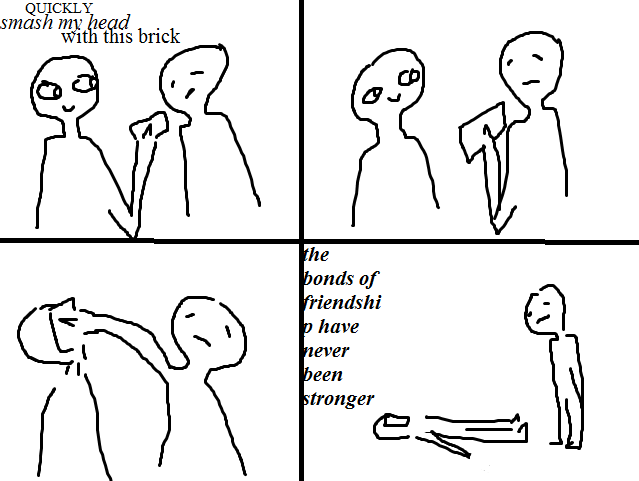 QUICKLY
smash my head
with this brick
the
bonds of
friendshi
p have
never
been
stronger